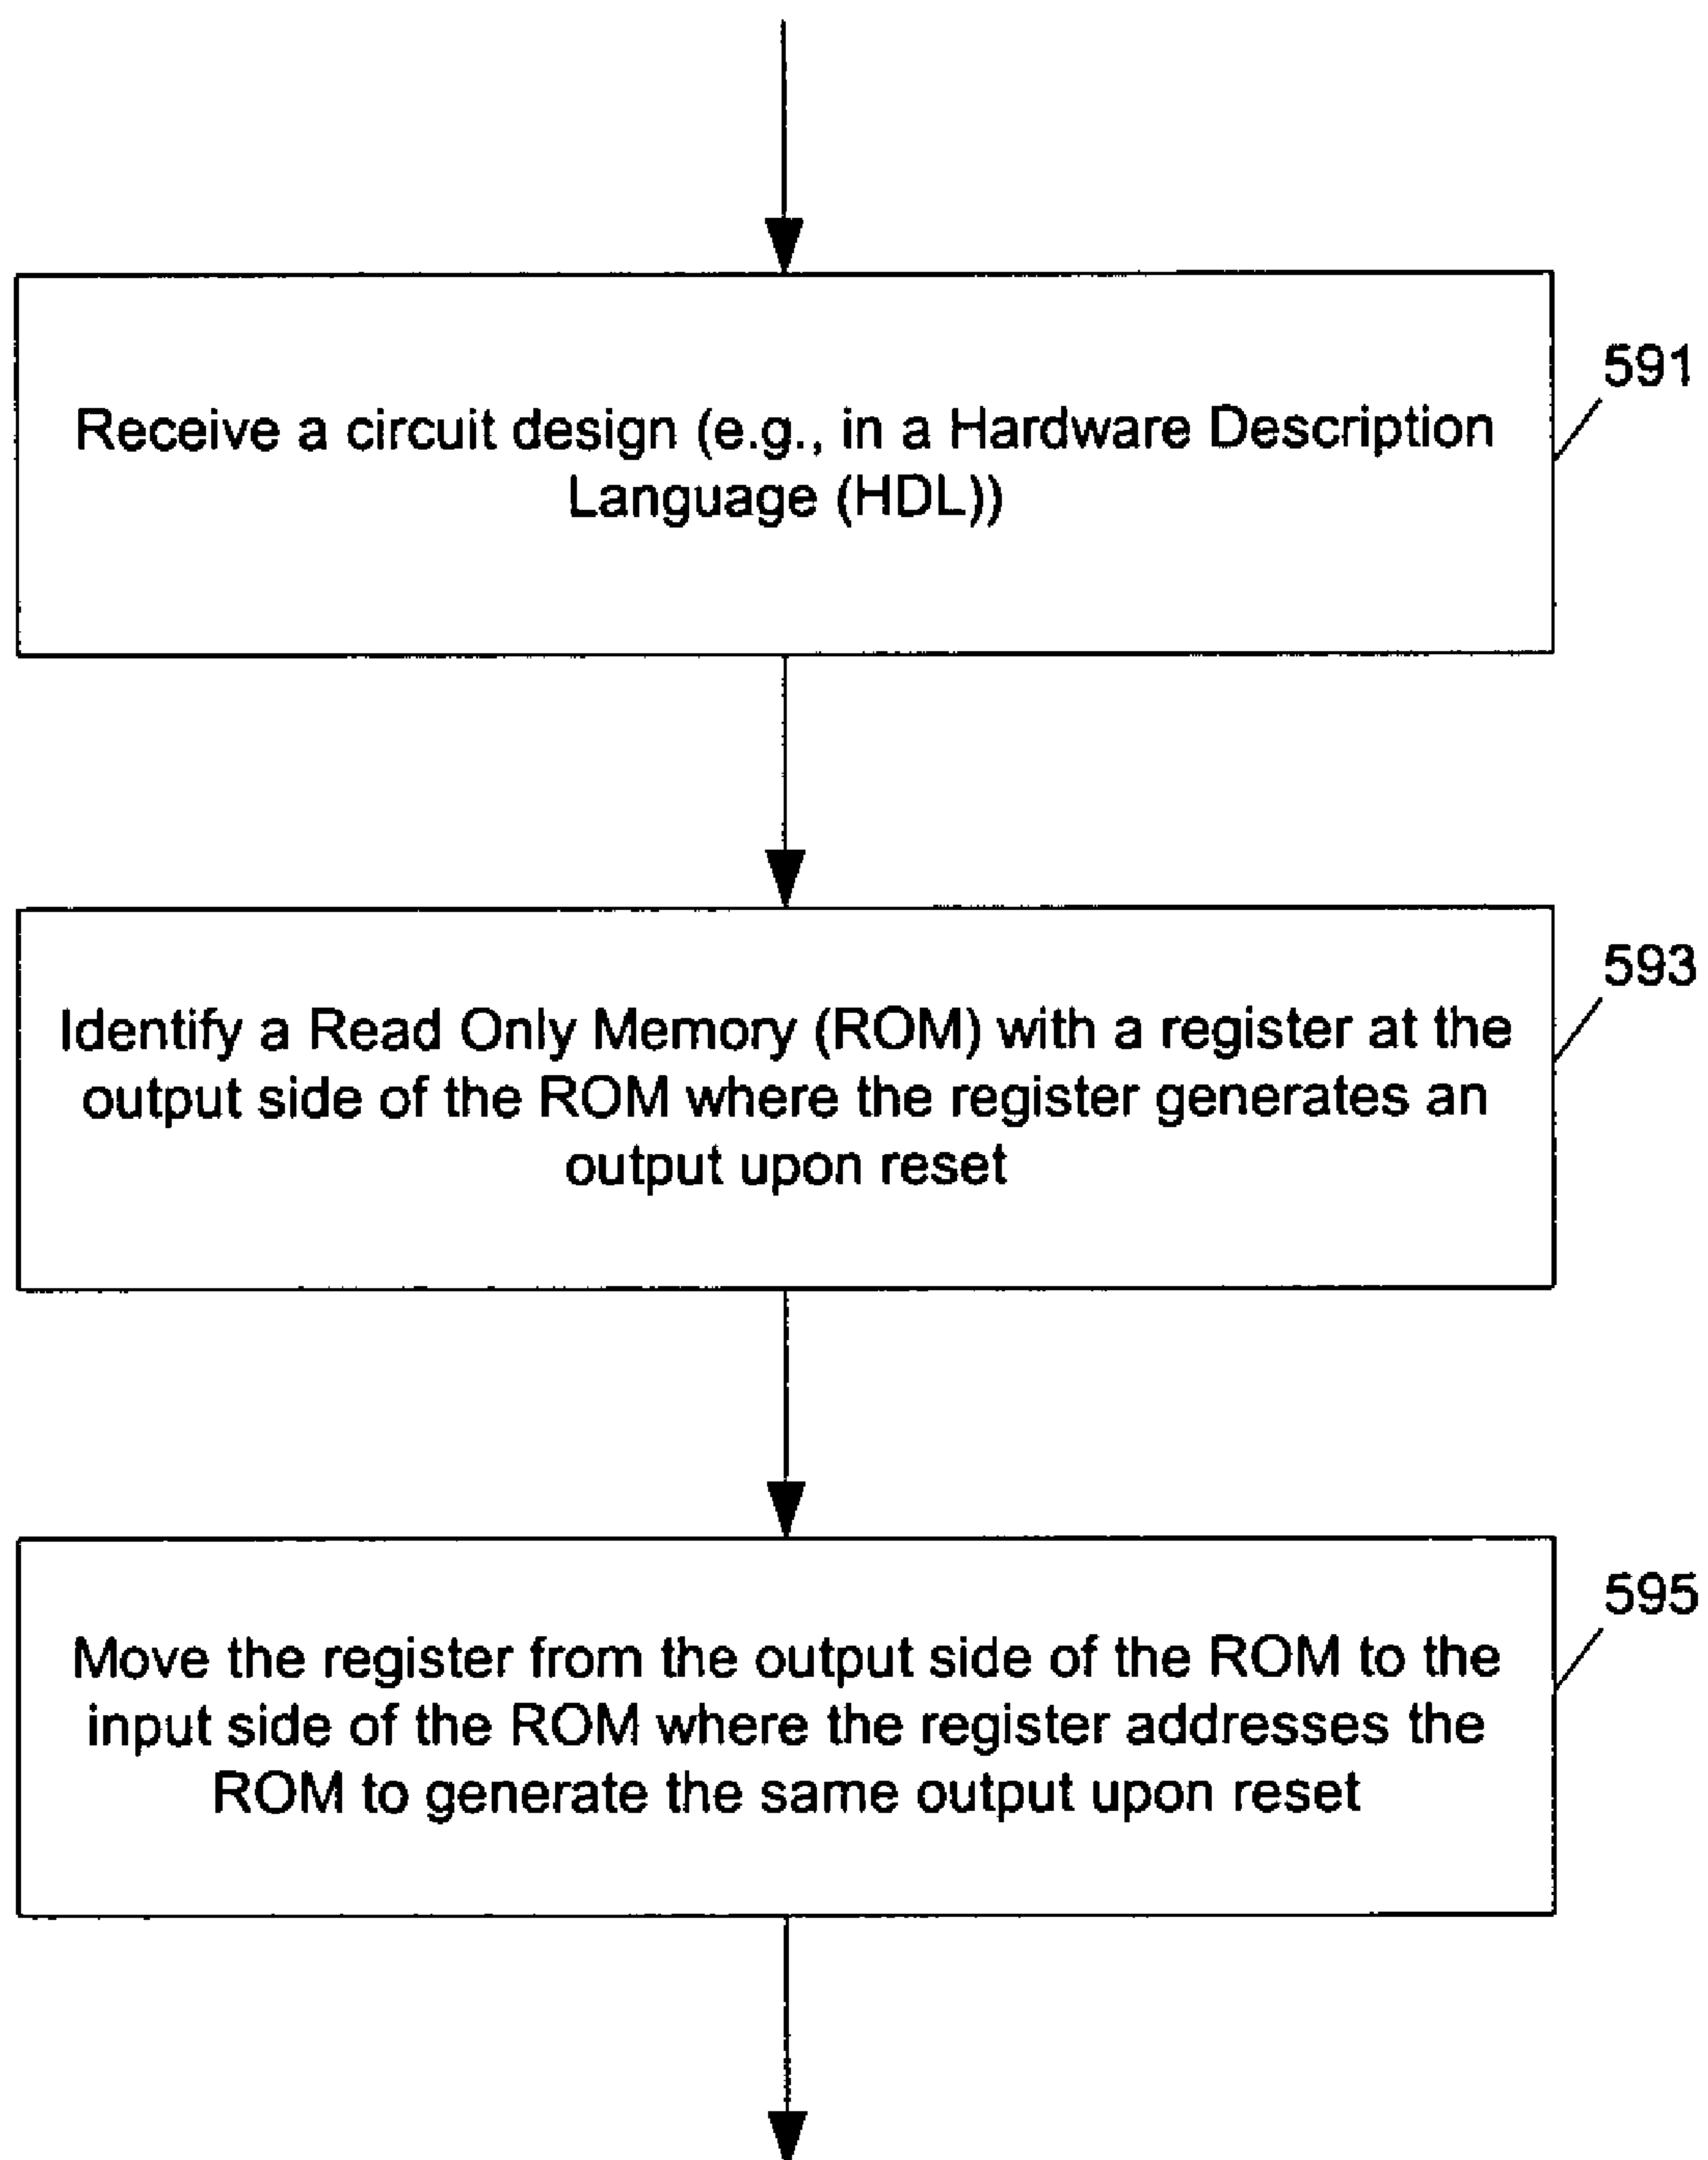 591
Receive a circuit design (e.g., in a Hardware Description
Language (HDL))
593
Identify a Read Only Memory (ROM) with a register at the
output side of the ROM where the register generates an
output upon reset
595
Move the register from the output side of the ROM to the
input side of the ROM where the register addresses the
ROM to generate the same output upon reset